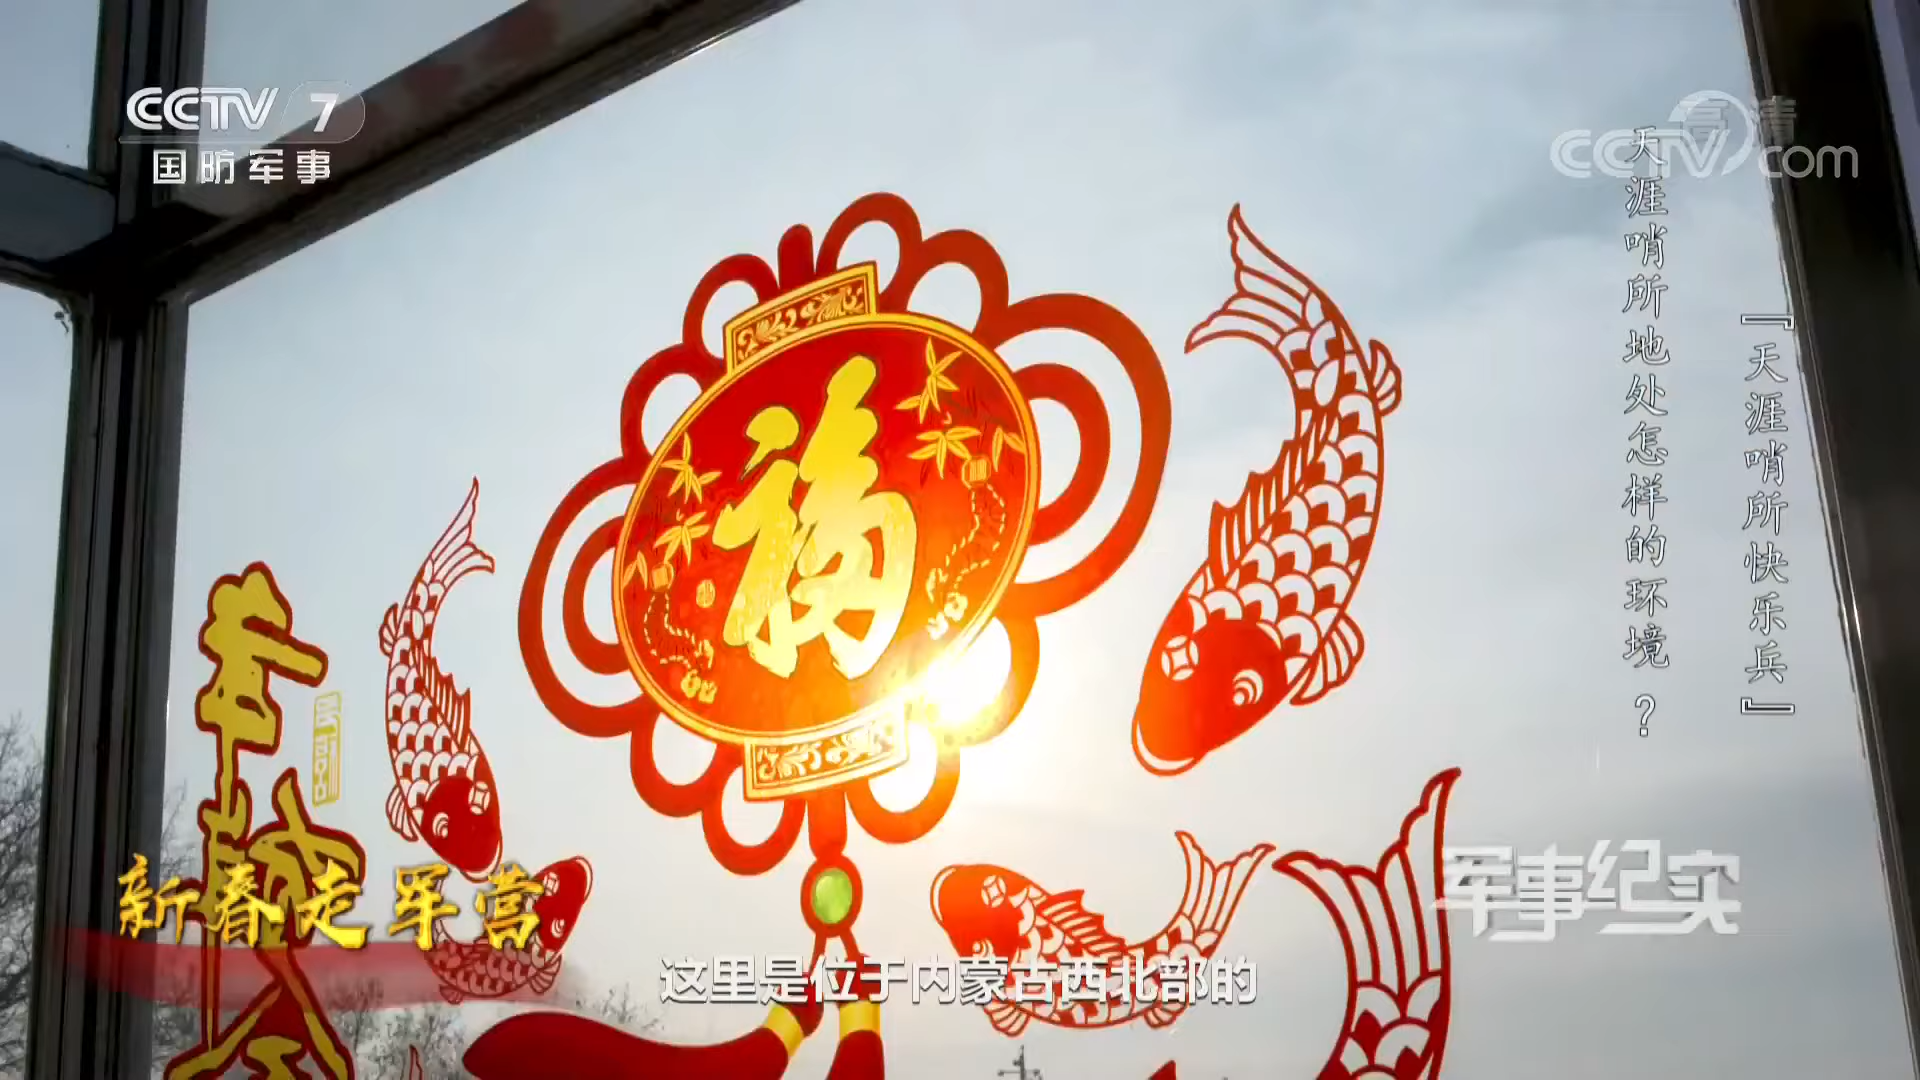 CCTV 7
国防军事
高清
CCTV com
『天涯哨所快乐兵』
天涯哨所地处怎样的环境?
福
新春走军营
军事纪实
这里是位于内蒙古西北部的